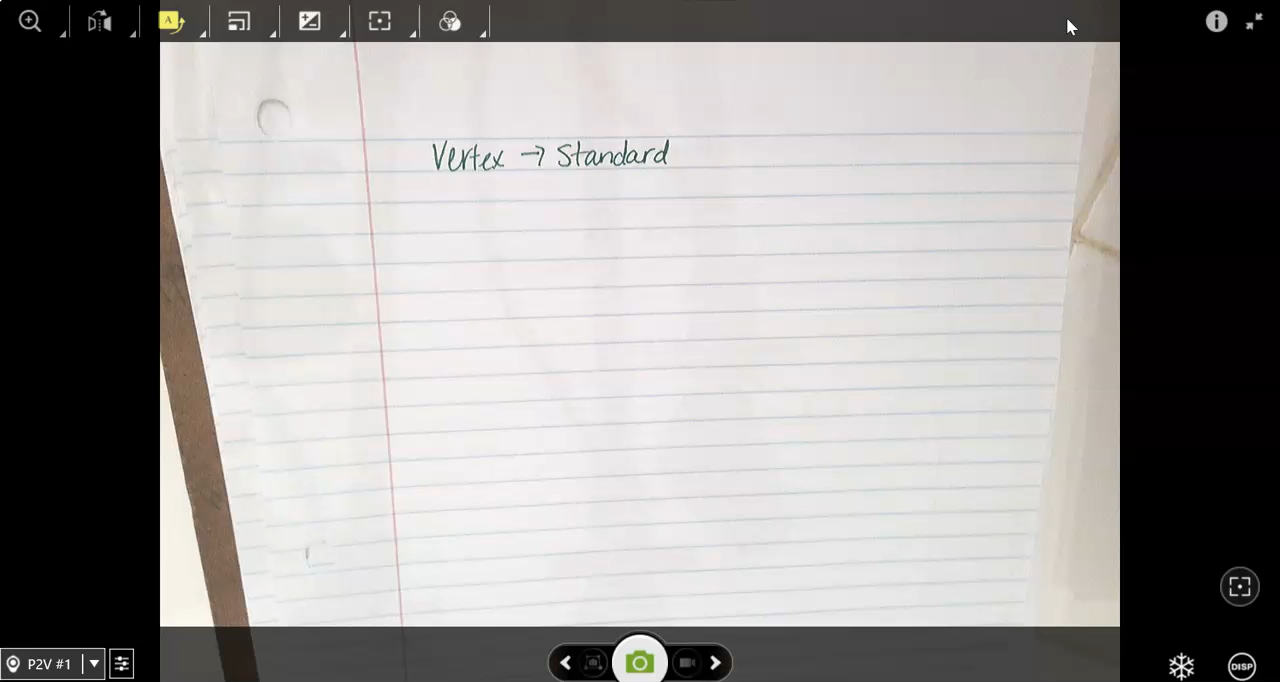 A
Vertex → Standard
P2V #1
DISP